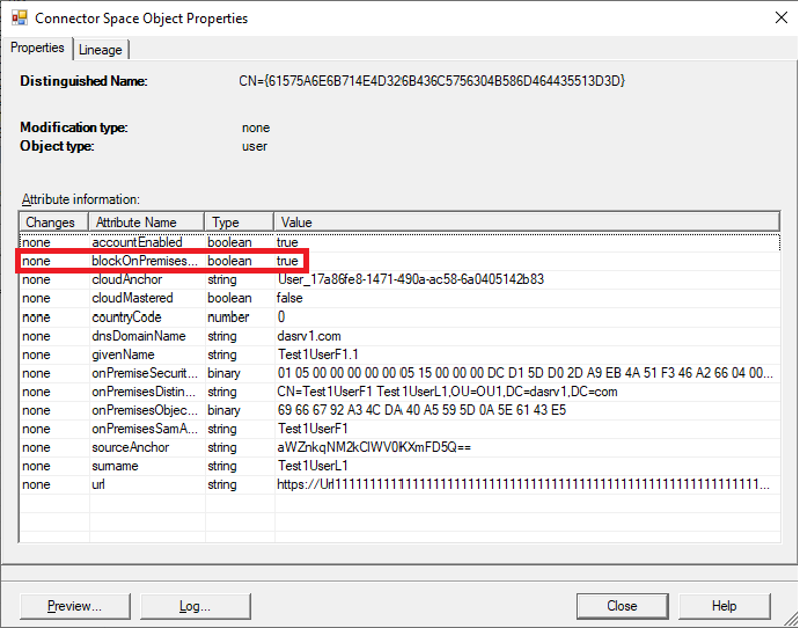 Connector Space Object Properties
Properties Lineage
Distinguished Name: CN={61575A6E6B714E4D326B436C5756304B586D464435513D3D}
Modification type: none
Object type: user
Attribute information:
Changes Attribute Name Type Value
none accountEnabled boolean true
none blockOnPremises... boolean true
none cloudAnchor string User_17a86fe8-1471-490a-ac58-6a0405142b83
none cloudMastered boolean false
none countryCode number 0
none dnsDomainName string dasrv1.com
none givenName string Test1UserF1.1
none onPremiseSecurit... binary 01 05 00 00 00 00 00 05 15 00 00 00 DC D1 5D D0 2D A9 EB 4A 51 F3 46 A2 66 04 00...
none onPremisesDistin... string CN=Test1UserF1 Test1UserL1,OU=OU1,DC=dasrv1,DC=com
none onPremisesObjec... binary 69 66 67 92 A3 4C DA 40 A5 59 5D 0A 5E 61 43 E5
none onPremisesSamA... string Test1UserF1
none sourceAnchor string aWZnkqNM2kClWV0KXmFD5Q==
none surname string Test1UserL1
none url string
Preview... Log... Close Help